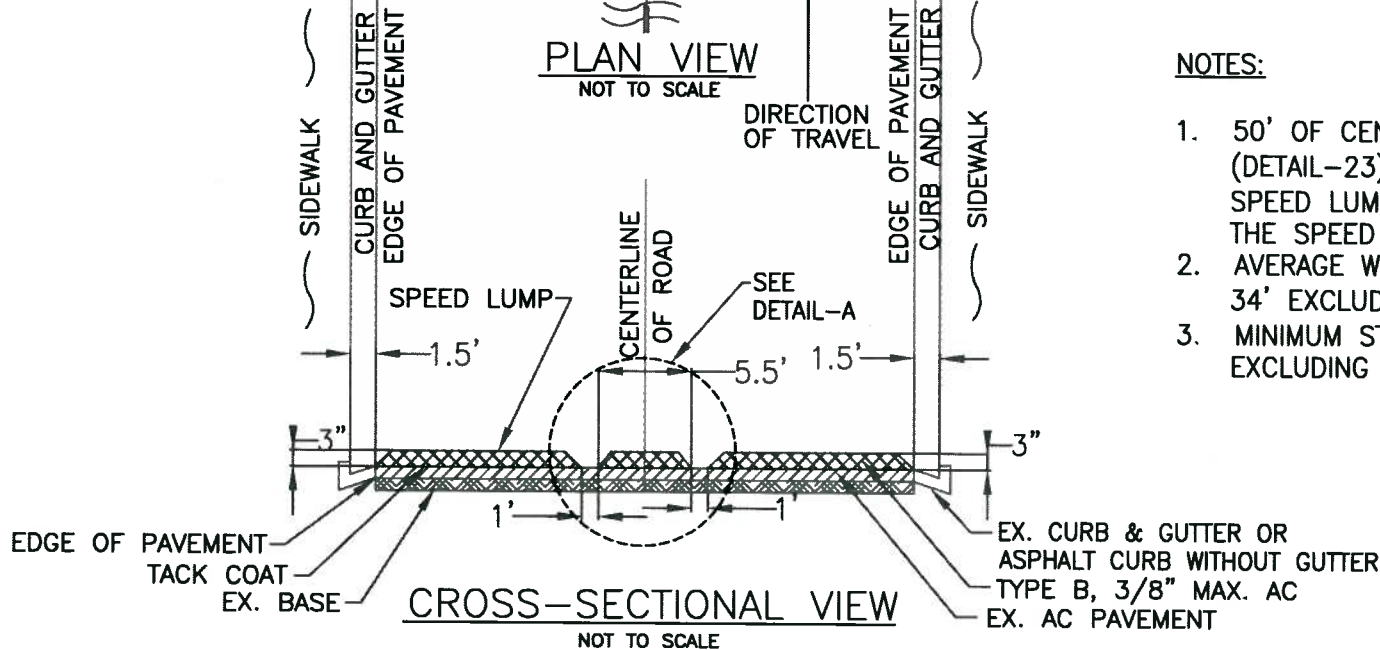 PLAN VIEW
NOT TO SCALE
DIRECTION
OF TRAVEL
SIDEWALK
CURB AND GUTTER
EDGE OF PAVEMENT
EDGE OF PAVEMENT
CURB AND GUTTER
SIDEWALK
NOTES:
1. 50' OF
(DETAIL-23)
SPEED LUM
THE SPEED
2. AVERAGE W
34' EXCLUD
3. MINIMUM ST
EXCLUDING
CENTERLINE
OF ROAD
SPEED LUMP
SEE
DETAIL-A
1.5'
5.5'
1.5'
3"
3"
1'
1'
EDGE OF PAVEMENT
TACK COAT
EX. BASE
EX. CURB & GUTTER OR
ASPHALT CURB WITHOUT GUTTER
TYPE B, 3/8" MAX. AC
EX. AC PAVEMENT
CROSS-SECTIONAL VIEW
NOT TO SCALE